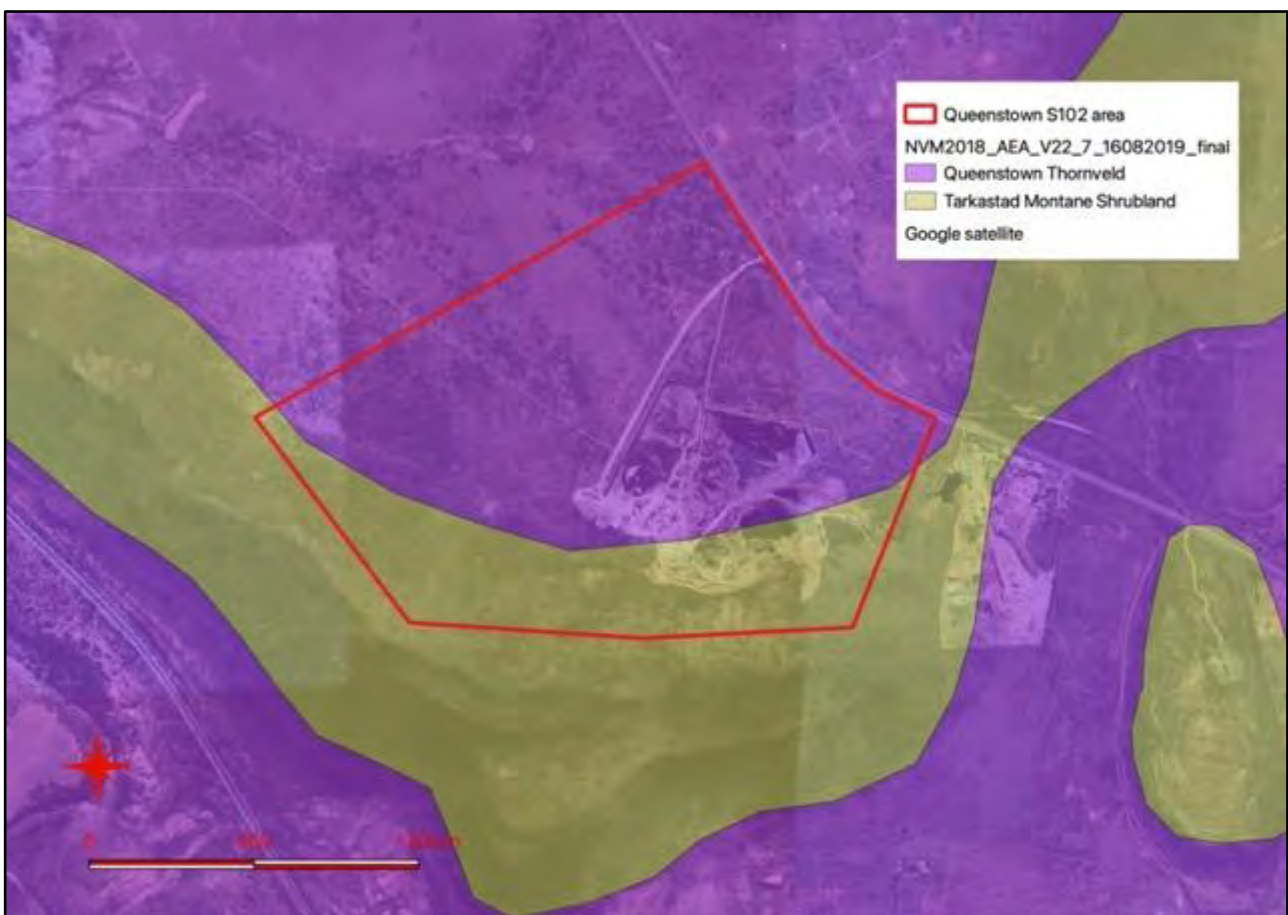 Queenstown S102 area
NVM2018_AEA_V22_7_16082019_final
Queenstown Thornveld
Tarkastad Montane Shrubland
Google satellite
0